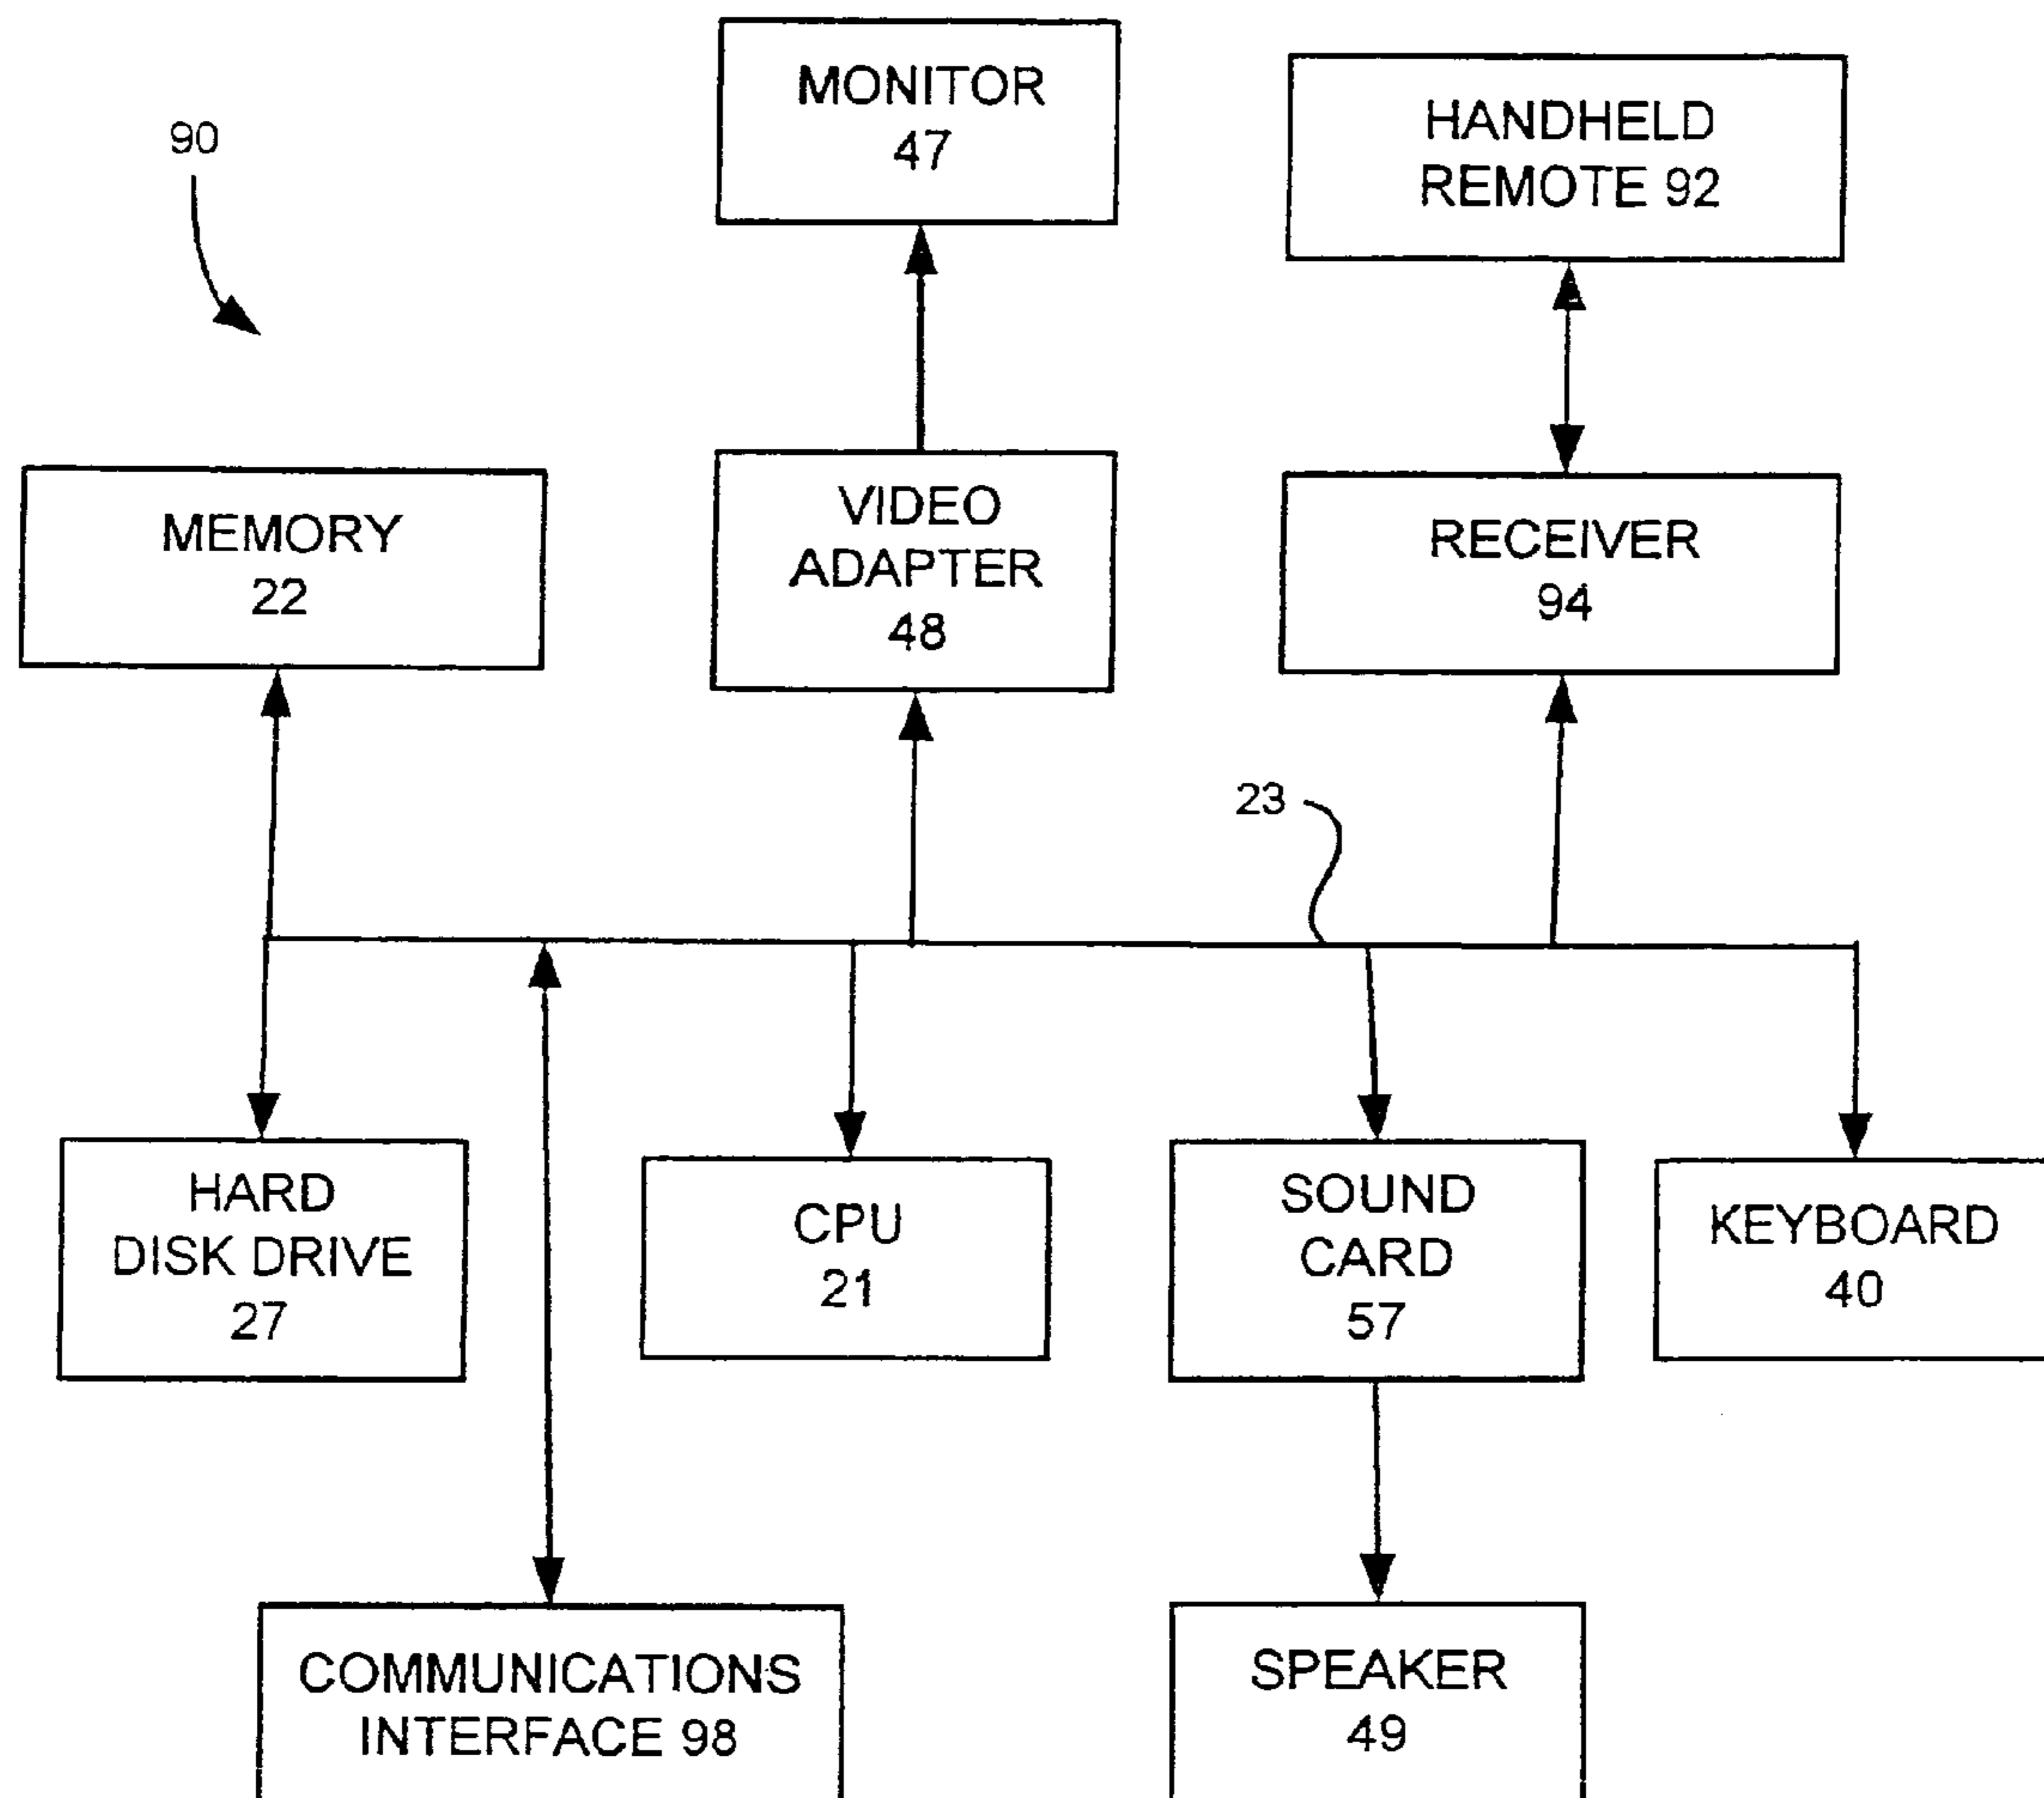 90
MONITOR
47
HANDHELD
REMOTE 92
MEMORY
22
VIDEO
ADAPTER
48
RECEIVER
94
23
HARD
DISK DRIVE
27
CPU
21
SOUND
CARD
57
KEYBOARD
40
COMMUNICATIONS
INTERFACE 98
SPEAKER
49